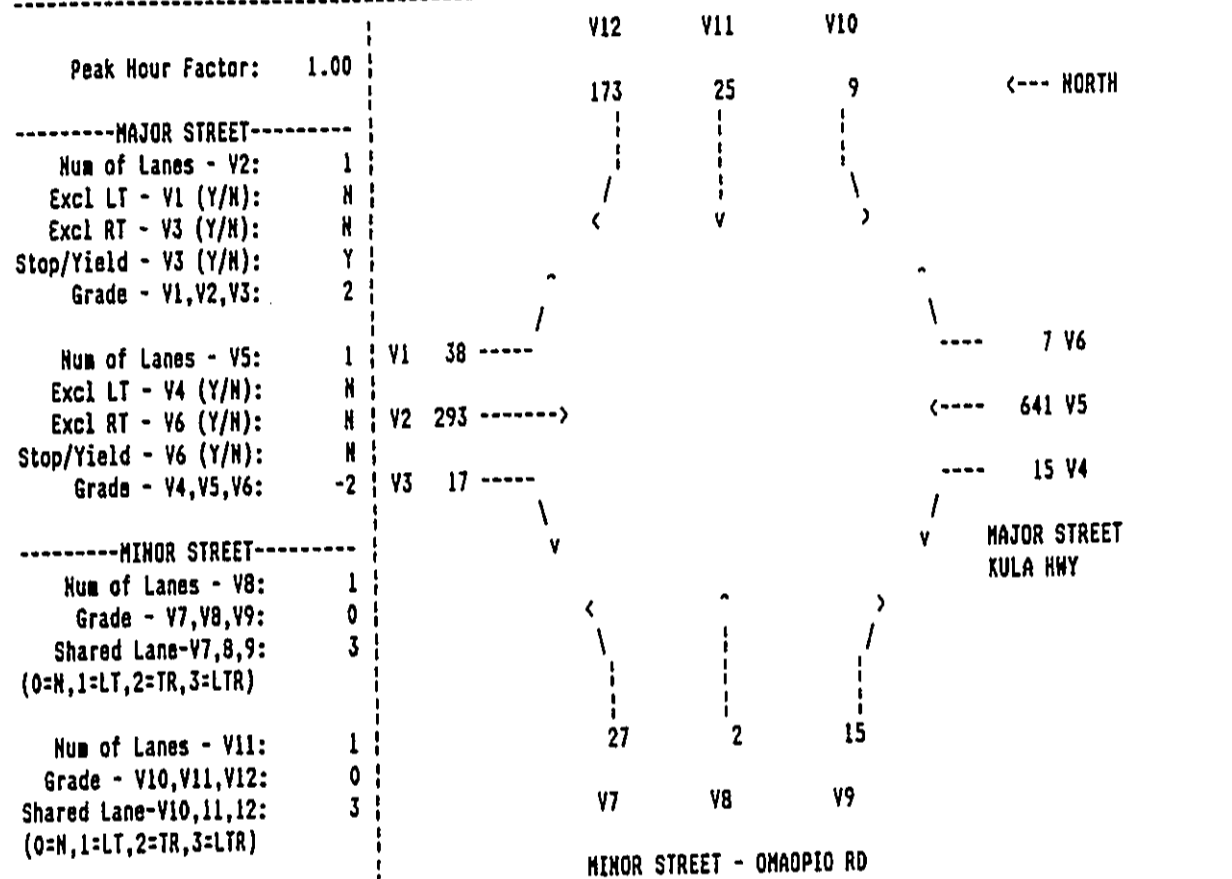 V12 V11 V10
Peak Hour Factor: 1.00
173 25 9 <--- NORTH
---------MAJOR STREET---------
Num of Lanes - V2: 1
Excl LT - V1 (Y/N): N
Excl RT - V3 (Y/N): N
Stop/Yield - V3 (Y/N): Y
Grade - V1,V2,V3: 2
7 V6
Num of Lanes - V5: 1 V1 38 -----
Excl LT - V4 (Y/N): N <---- 641 V5
Excl RT - V6 (Y/N): N V2 293 ------->
Stop/Yield - V6 (Y/N): N ---- 15 V4
Grade - V4,V5,V6: -2 V3 17 -----
MAJOR STREET
---------MINOR STREET---------
KULA HWY
Num of Lanes - V8: 1
Grade - V7,V8,V9: 0
Shared Lane-V7,8,9: 3
(0=N,1=LT,2=TR,3=LTR)
27 2 15
Num of Lanes - V11: 1
Grade - V10,V11,V12: 0
V7 V8 V9
Shared Lane-V10,11,12: 3
(0=N,1=LT,2=TR,3=LTR)
MINOR STREET - OMAOPIO RD